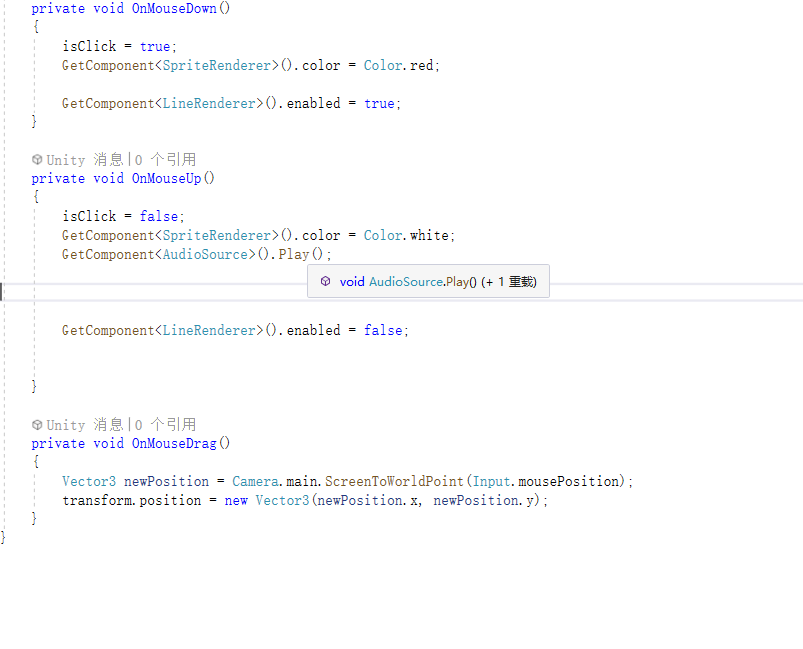 private void OnMouseDown()
{
isClick = true;
GetComponent<SpriteRenderer>().color = Color.red;
GetComponent<LineRenderer>().enabled = true;
}
Unity 消息|0 个引用
private void OnMouseUp()
{
isClick = false;
GetComponent<SpriteRenderer>().color = Color.white;
GetComponent<AudioSource>().Play();
void AudioSource.Play() (+ 1 重载)
GetComponent<LineRenderer>().enabled = false;
}
Unity 消息|0 个引用
private void OnMouseDrag()
{
Vector3 newPosition = Camera.main.ScreenToWorldPoint(Input.mousePosition);
transform.position = new Vector3(newPosition.x, newPosition.y);
}
}